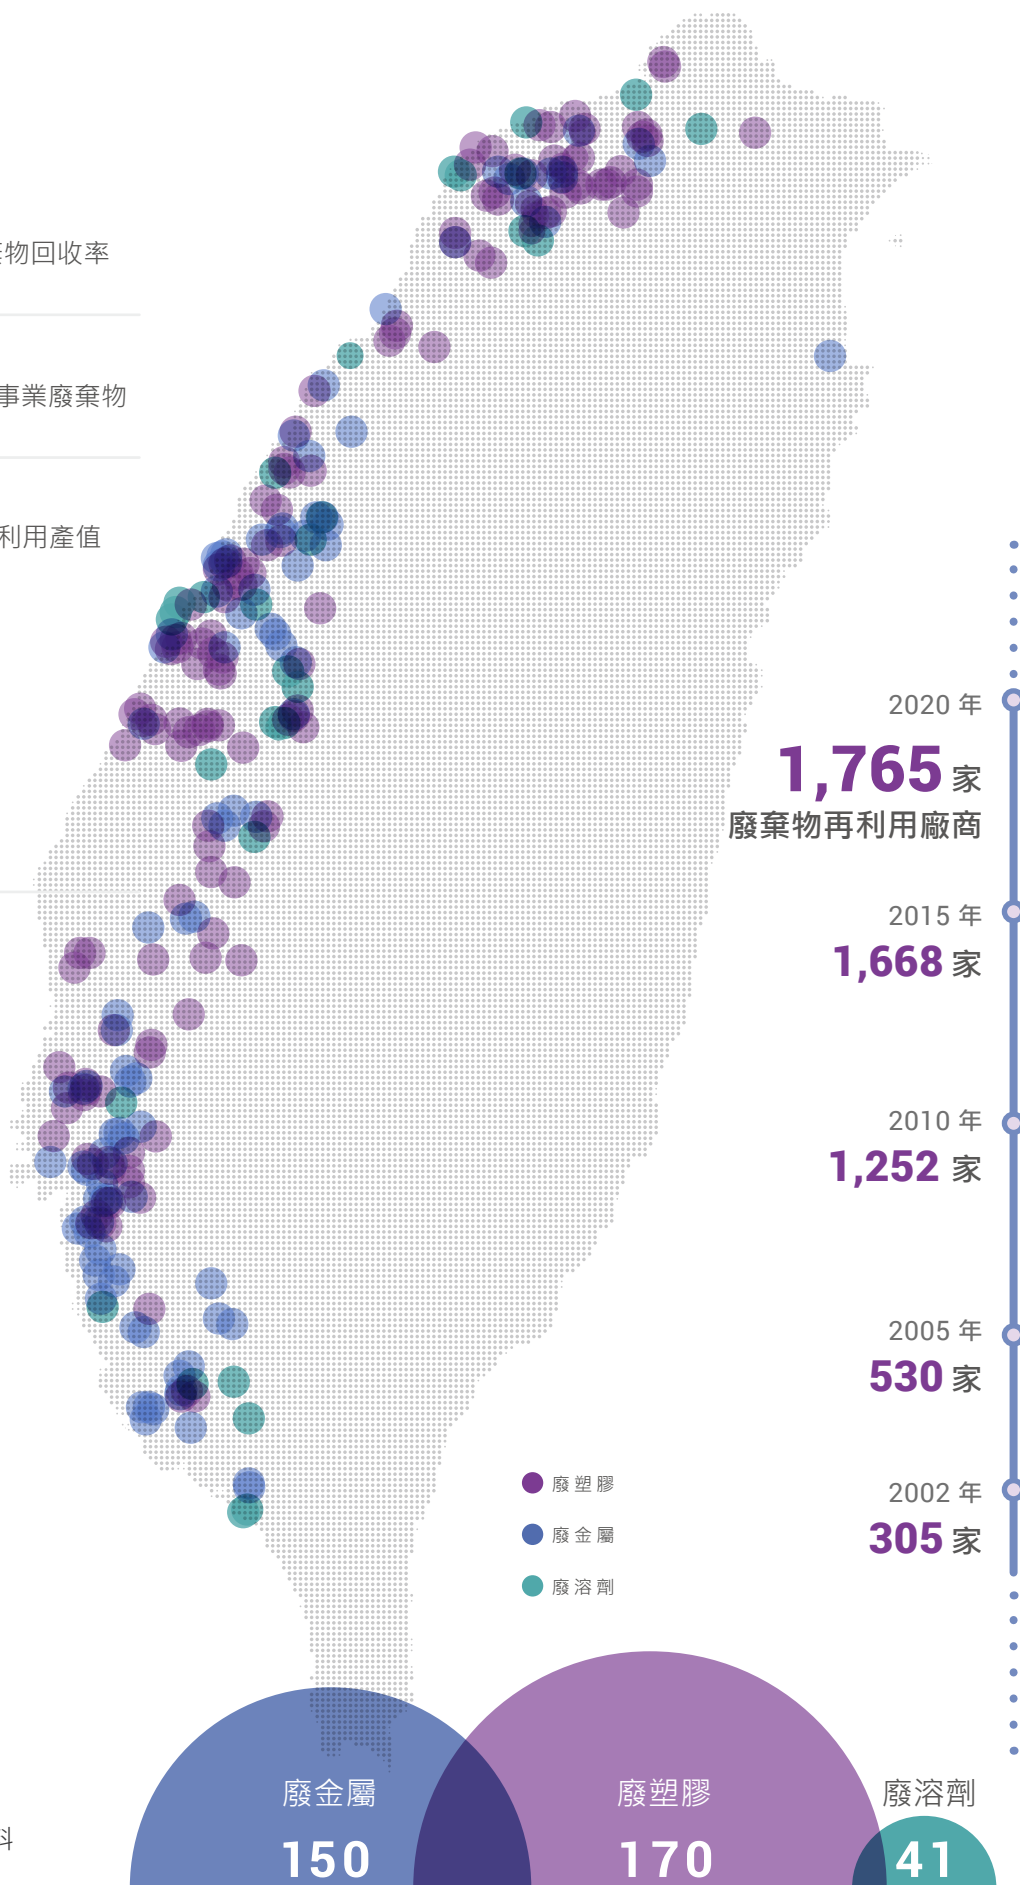 物回收率
事業廢棄物
利用產值
2020 年
1,765 家
廢棄物再利用廠商
2015 年
1,668 家
2010 年
1,252 家
2005 年
530 家
2002 年
305 家
廢塑膠
廢金屬
廢溶劑
廢金屬
150
廢塑膠
170
廢溶劑
41
料